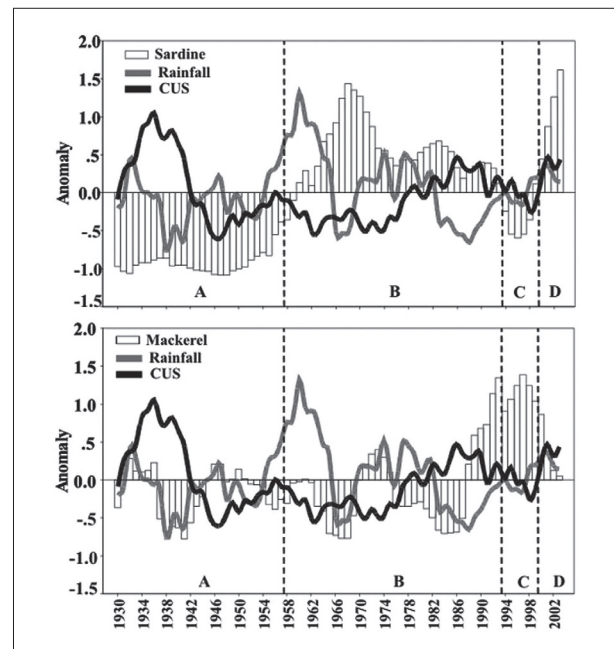 2.0
Sardine
1.5
Rainfall
1.0
CUS
.5
0.0
-.5
-1.0
-1.5
Anomaly
A
B
C
D
2.0
Mackerel
1.5
Rainfall
1.0
CUS
.5
0.0
-.5
-1.0
-1.5
Anomaly
A
B
C
D
1930
1934
1938
1942
1946
1950
1954
1958
1962
1966
1970
1974
1978
1982
1986
1990
1994
1998
2002